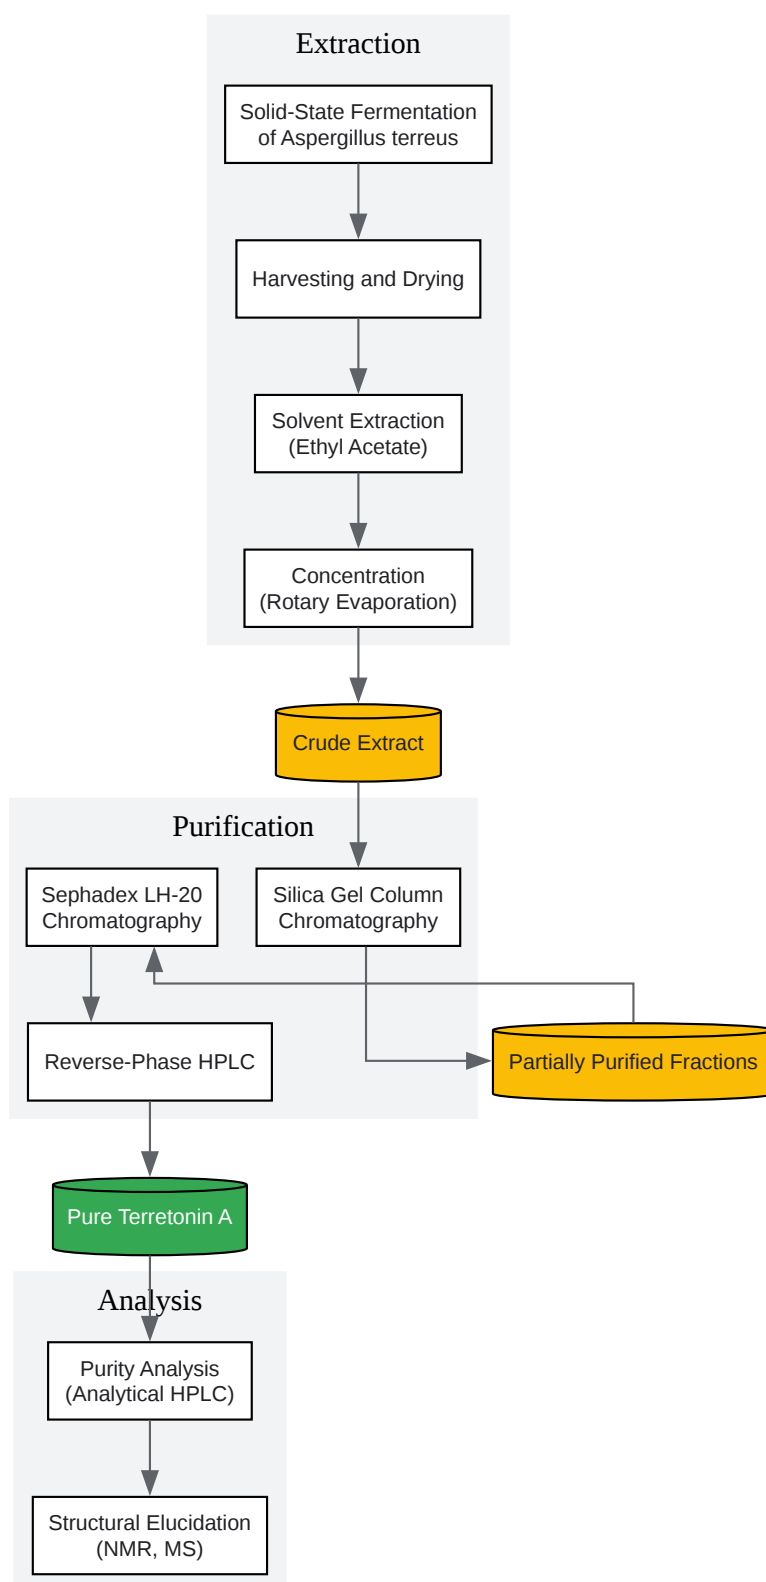 Extraction
Solid-State Fermentation
of Aspergillus terreus
Harvesting and Drying
Solvent Extraction
(Ethyl Acetate)
Concentration
(Rotary Evaporation)
Crude Extract
Purification
Sephadex LH-20
Chromatography
Silica Gel Column
Chromatography
Reverse-Phase HPLC
Partially Purified Fractions
Pure Terretonin A
Analysis
Purity Analysis
(Analytical HPLC)
Structural Elucidation
(NMR, MS)